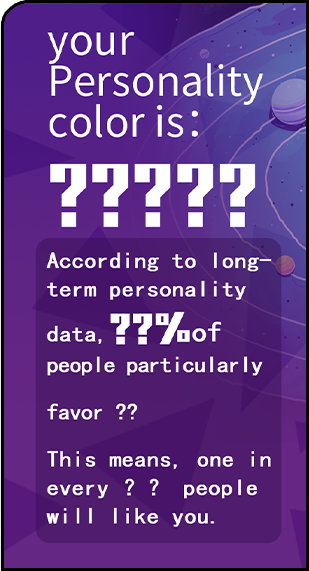 your
Personality
color is:
?????
According to long-
term personality
data, ??%of
people particularly
favor ??
This means, one in
every ? ? people
will like you.